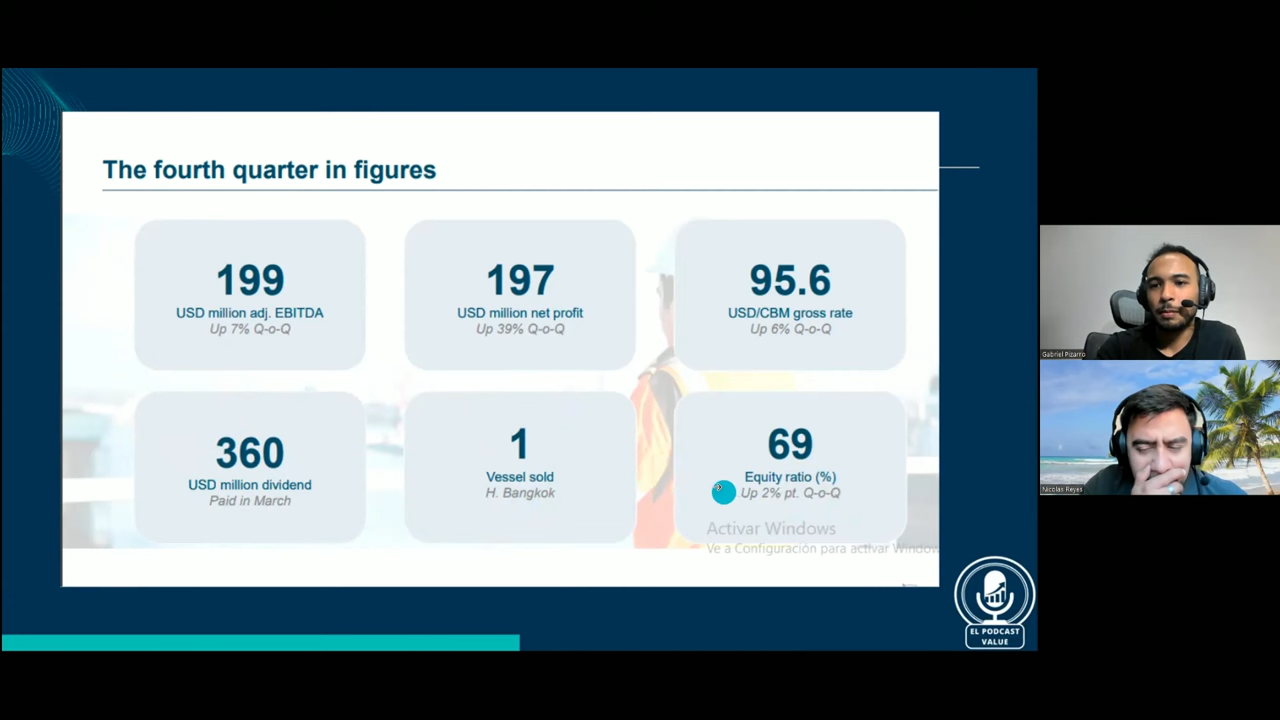 The fourth quarter in figures
199
USD million adj. EBITDA
Up 7% Q-o-Q
197
USD million net profit
Up 39% Q-o-Q
95.6
USD/CBM gross rate
Up 6% Q-o-Q
360
USD million dividend
Paid in March
1
Vessel sold
H. Bangkok
69
Equity ratio (%)
Up 2% pt. Q-o-Q
Activar Windows
Ve a Configuración para activar Window
Gabriel Pizarro
Nicolas Reyes
EL PODCAST
VALUE